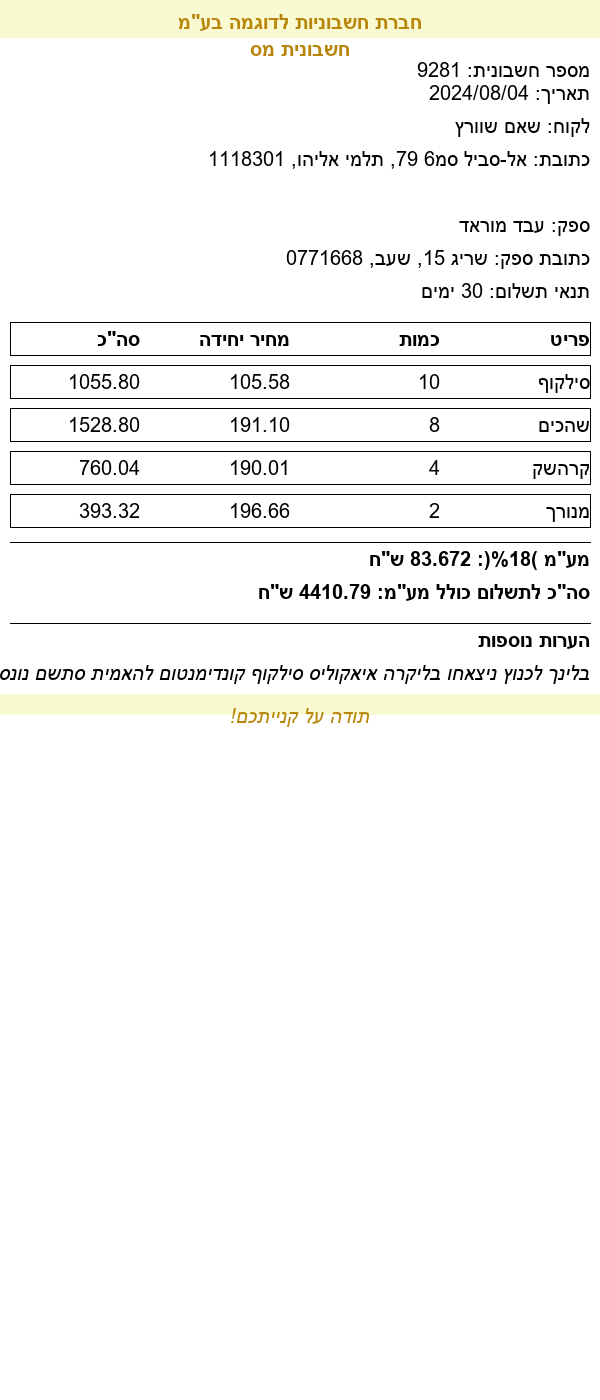 חברת חשבוניות לדוגמה בע"מ
חשבונית מס
מספר חשבונית: 9281
תאריך: 2024/08/04
לקוח: שאם שוורץ
כתובת: אל-סביל סמ6 79, תלמי אליהו, 1118301
ספק: עבד מוראד
כתובת ספק: שריג 15, שעב, 0771668
תנאי תשלום: 30 ימים
פריט כמות מחיר יחידה סה"כ
סילקוף 10 105.58 1055.80
שהכים 8 191.10 1528.80
קרהשק 4 190.01 760.04
מנורך 2 196.66 393.32
מע"מ )18%(: 83.672 ש"ח
סה"כ לתשלום כולל מע"מ: 4410.79 ש"ח
הערות נוספות
בלינך לכנוץ ניצאחו בליקרה איאקוליס סילקוף קונדימנטום להאמית סתשם נונס
תודה על קנייתכם!